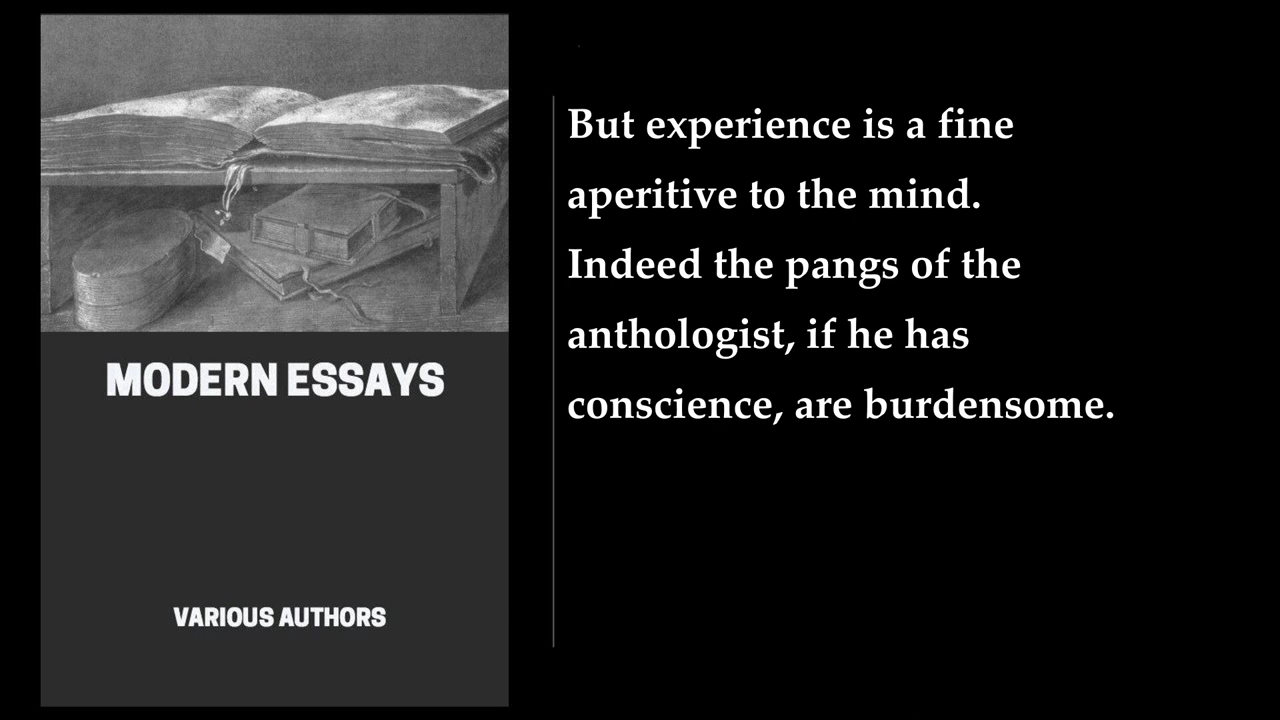 MODERN ESSAYS
VARIOUS AUTHORS
But experience is a fine
aperitive to the mind.
Indeed the pangs of the
anthologist, if he has
conscience, are burdensome.